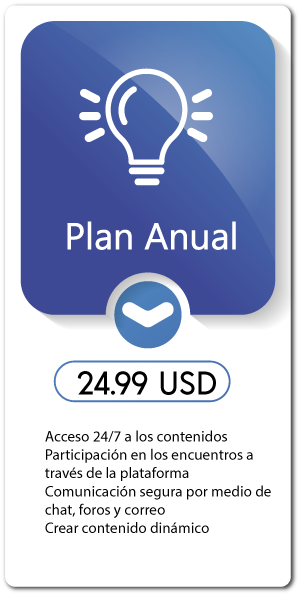 Plan Anual
24.99 USD
Acceso 24/7 a los contenidos
Participación en los encuentros a
través de la plataforma
Comunicación segura por medio de
chat, foros y correo
Crear contenido dinámico